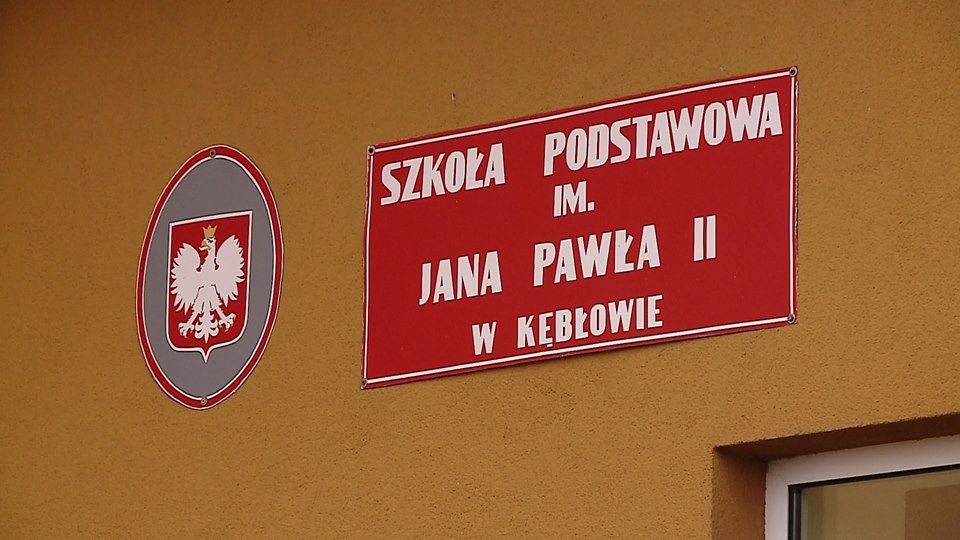 SZKOŁA PODSTAWOWA
IM.
JANA PAWŁA II
W KĘBŁOWIE